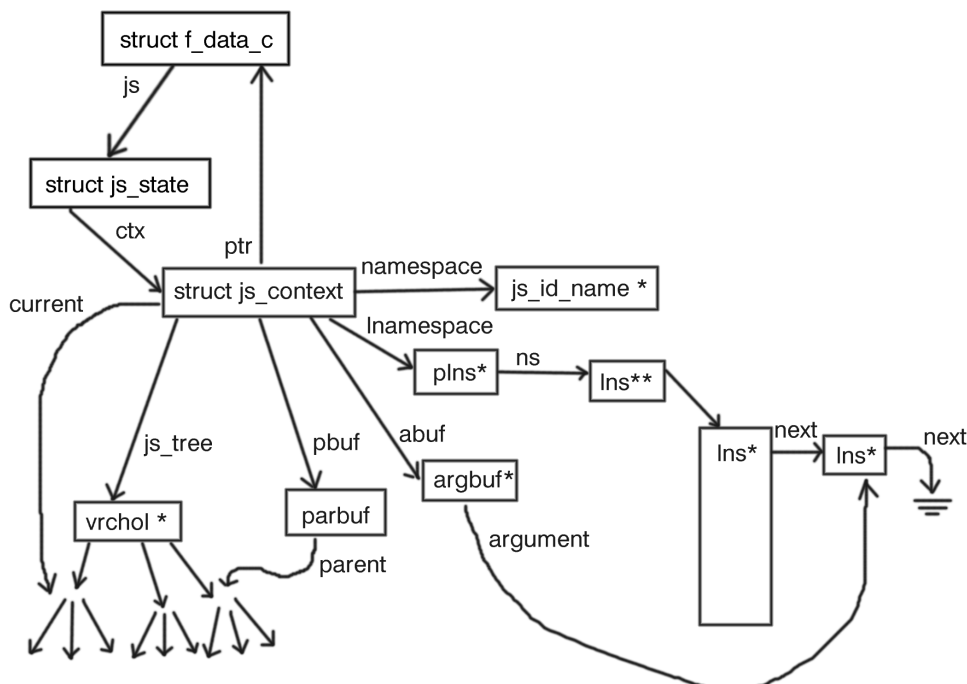 struct f_data_c
js
struct js_state
ctx
ptr
namespace
struct js_context
js_id_name *
current
lnamespace
plns*
ns
lns**
js_tree
pbuf
abuf
next
next
lns*
lns*
argbuf*
vrchol *
parbuf
argument
parent